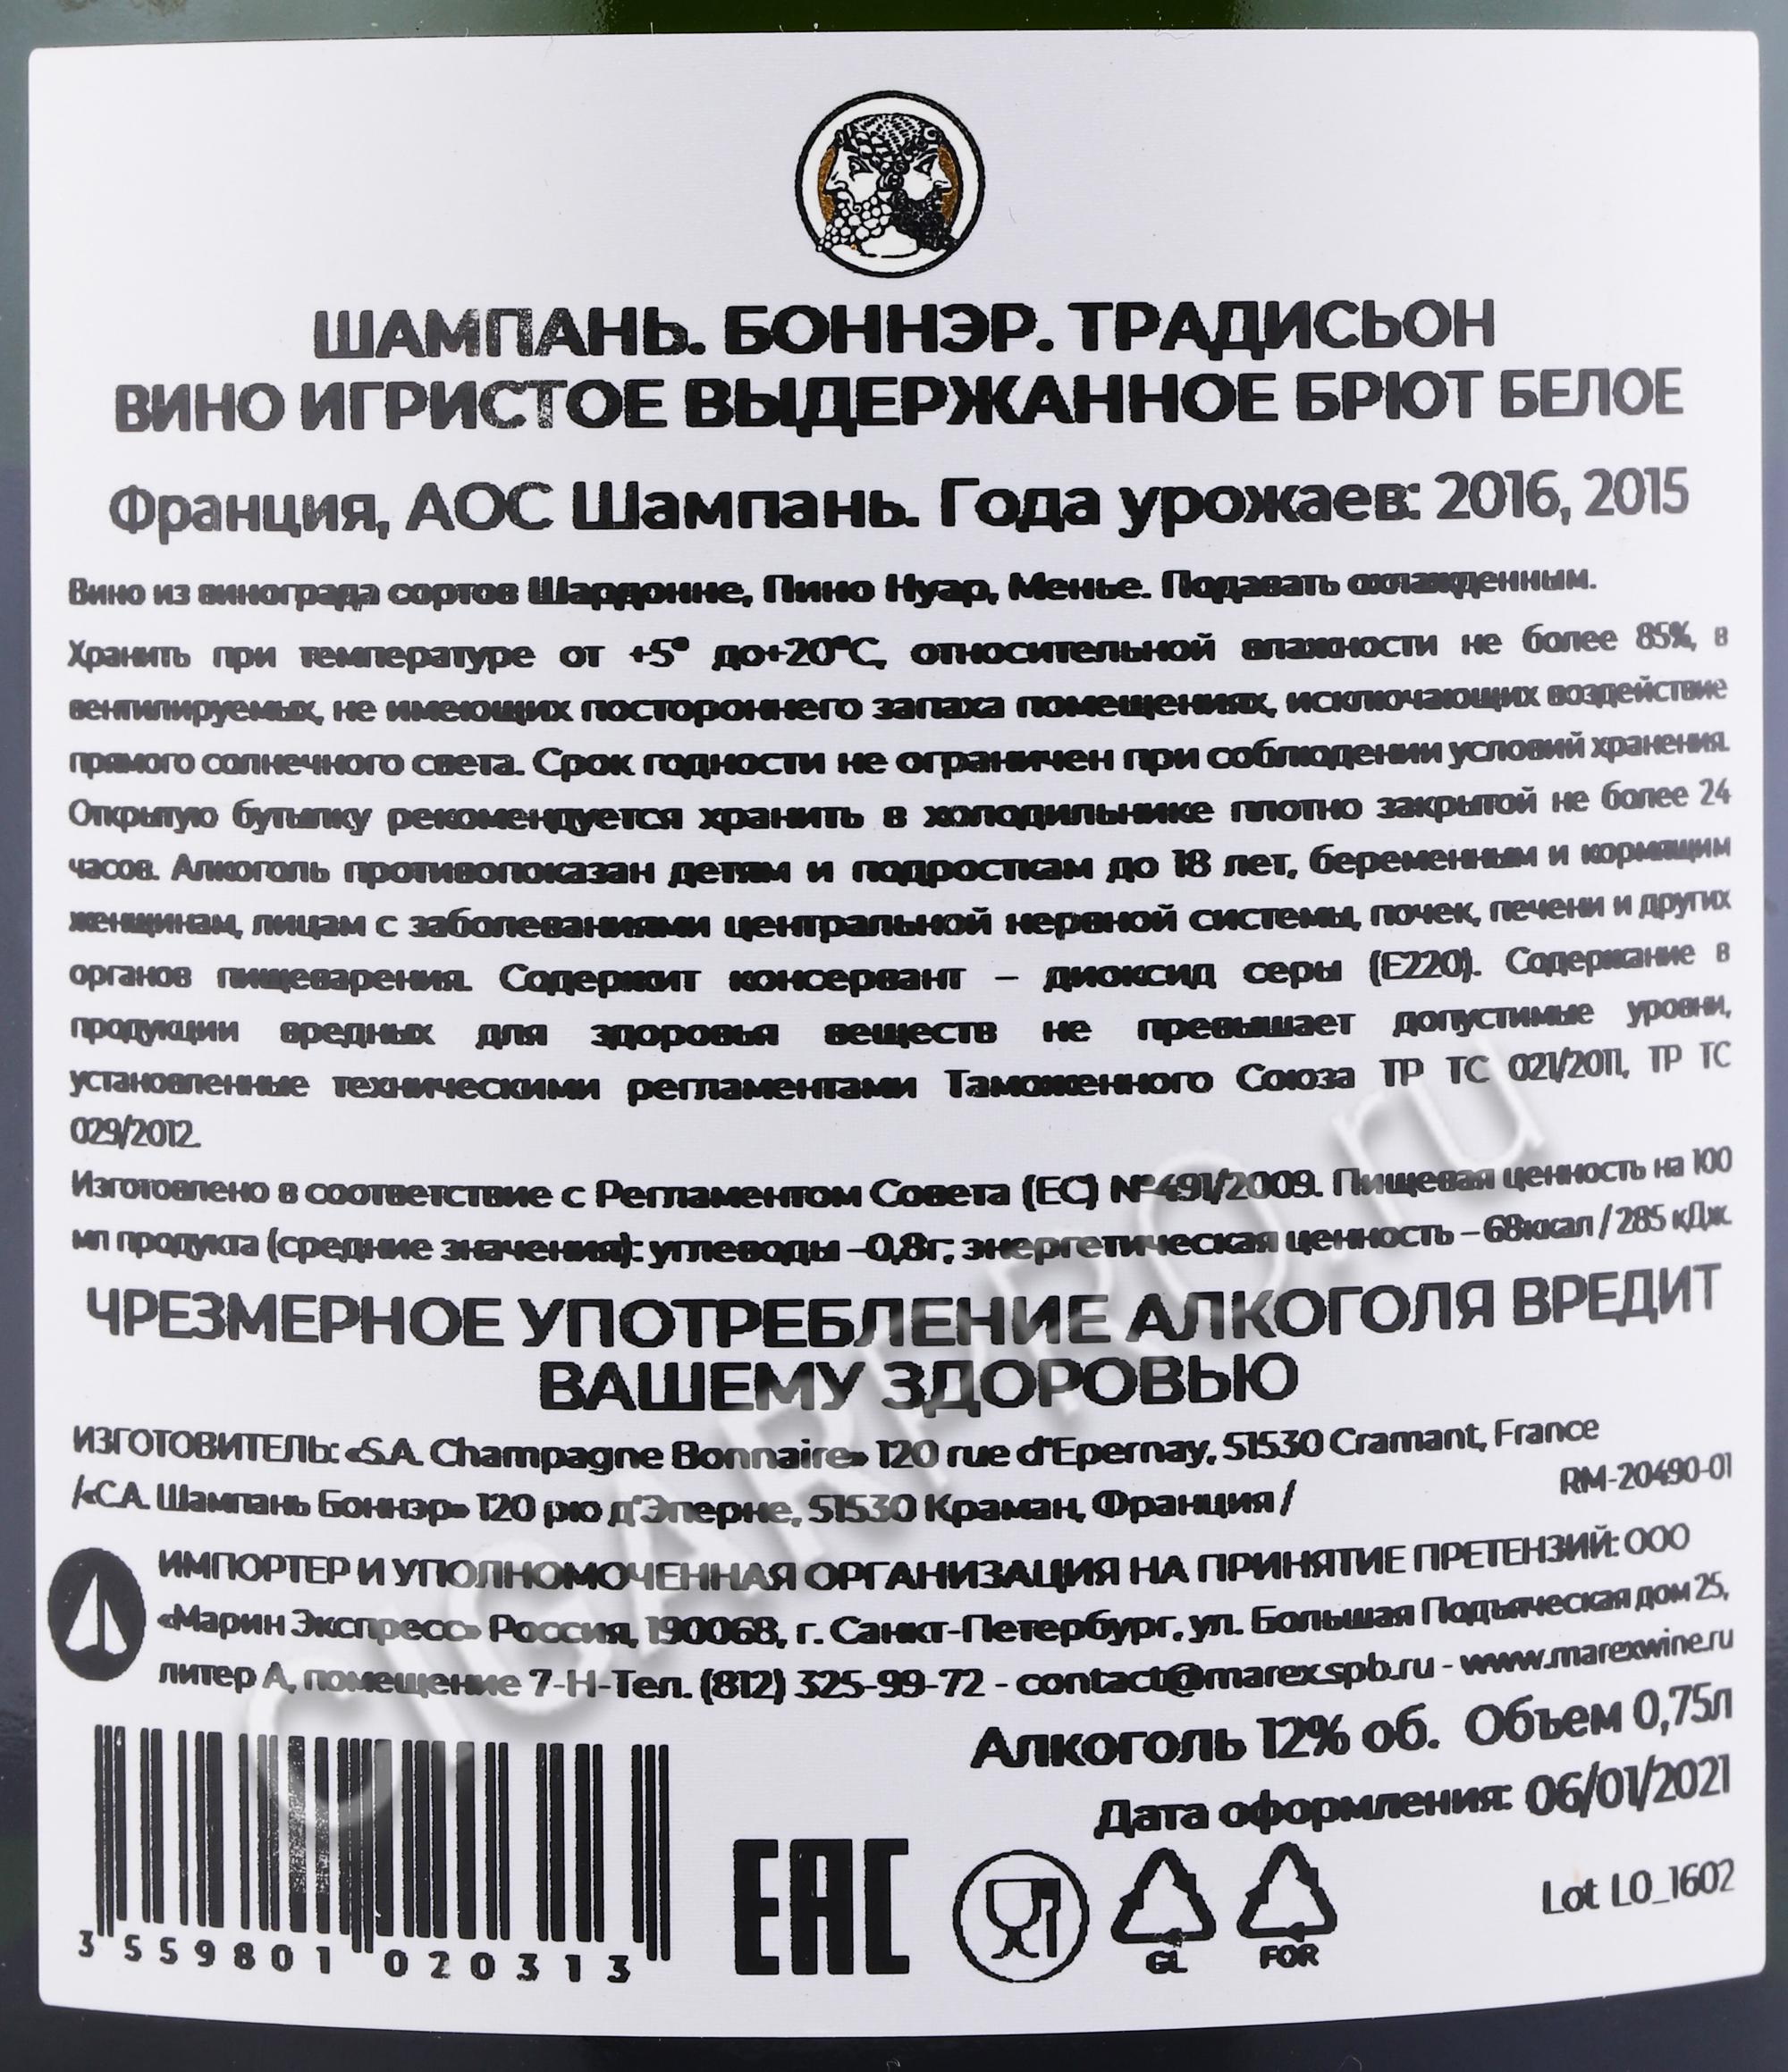 ШАМПАНЬ. БОННЭР. ТРАДИСЬОН
ВИНО ИГРИСТОЕ ВЫДЕРЖАННОЕ БРЮТ БЕЛОЕ
Франция, АОС Шампань. Года урожаев: 2016, 2015
Вино из винограда сортов Шардонне, Пино Нуар, Менье. Подавать охлажденным.
Хранить при температуре от +5° до+20°С, относительной влажности не более 85%, в
вентилируемых, не имеющих постороннего запаха помещениях, исключающих воздействие
прямого солнечного света. Срок годности не ограничен при соблюдении условий хранения.
Открытую бутылку рекомендуется хранить в холодильнике плотно закрытой не более 24
часов. Алкоголь противопоказан детям и подросткам до 18 лет, беременным и кормящим
женщинам, лицам с заболеваниями центральной нервной системы, почек, печени и других
органов пищеварения. Содержит консервант – диоксид серы (Е220). Содержание в
продукции вредных для здоровья веществ не превышает допустимые уровни,
установленные техническими регламентами Таможенного Союза ТР ТС 021/2011, ТР ТС
029/2012.
Изготовлено в соответствие с Регламентом Совета (ЕС) №491/2009. Пищевая ценность на 100
мл продукта (средние значения): углеводы –0,8г; энергетическая ценность – 68ккал / 285 кДж.
ЧРЕЗМЕРНОЕ УПОТРЕБЛЕНИЕ АЛКОГОЛЯ ВРЕДИТ
ВАШЕМУ ЗДОРОВЬЮ
ИЗГОТОВИТЕЛЬ: «S.A. Champagne Bonnaire» 120 rue d'Epernay, 51530 Cramant, France
/«С.А. Шампань Боннэр» 120 рю д'Эперне, 51530 Краман, Франция /
RM-20490-01
ИМПОРТЕР И УПОЛНОМОЧЕННАЯ ОРГАНИЗАЦИЯ НА ПРИНЯТИЕ ПРЕТЕНЗИЙ: ООО
«Марин Экспресс» Россия, 190068, г. Санкт-Петербург, ул. Большая Подъяческая дом 25,
литер А, помещение 7-Н-Тел. (812) 325-99-72 - contact@marex.spb.ru - www.marexwine.ru
Алкоголь 12% об. Объем 0,75л
Дата оформления: 06/01/2021
3 559801 020313
EAC
GL
FOR
Lot LO_1602
CIGARPRO.ru